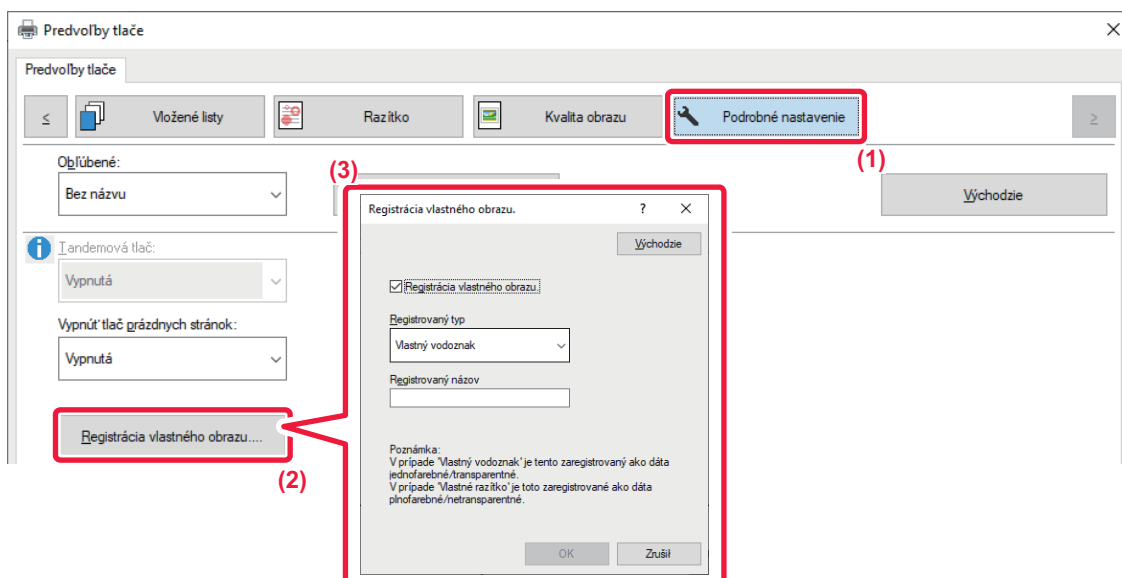 Predvoľby tlače
Predvoľby tlače
<
Vložené listy
Razítko
Kvalita obrazu
Podrobné nastavenie
>
(1)
Obľúbené:
Bez názvu
Východzie
Tandemová tlač:
Vypnutá
Vypnúť tlač prázdnych stránok:
Vypnutá
Registrácia vlastného obrazu....
(2)
(3)
Registrácia vlastného obrazu.
?
Východzie
Registrácia vlastného obrazu.
Registrovaný typ
Vlastný vodoznak
Registrovaný názov
Poznámka:
V prípade 'Vlastný vodoznak' je tento zaregistrovaný ako dáta
jednofarebné/transparentné.
V prípade 'Vlastné razítko' je toto zaregistrované ako dáta
plnofarebné/netransparentné.
OK
Zrušiť